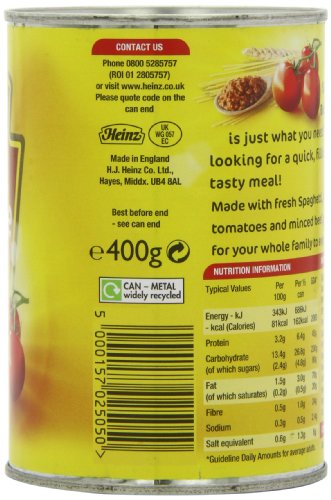 CONTACT US
Phone 0800 5285757
(ROI 01 2805757)
or visit www.heinz.co.uk
Please quote code on the
can end
Heinz
UK
WG 057
EC
Made in England
H.J. Heinz Co. Ltd.,
Hayes, Middx. UB4 8AL
Best before end
- see can end
e400g
CAN – METAL
widely recycled
5 000157 025050 >
is just what you need
looking for a quick,
tasty meal!
Made with fresh Spaghetti,
tomatoes and minced
for your whole family to
NUTRITION INFORMATION
Typical Values Per 100g Per ½ can
Energy - kJ 343kJ 686kJ
- kcal (Calories) 81kcal 162kcal
Protein 3.2g 6.4g
Carbohydrate 13.4g 26.8g
(of which sugars) (2.4g) (4.8g)
Fat 1.5g 3.0g
(of which saturates) (0.2g) (0.5g)
Fibre 0.5g 1.0g
Sodium 0.3g 0.5g
Salt equivalent 0.6g 1.3g
*Guideline Daily Amounts for average adults.